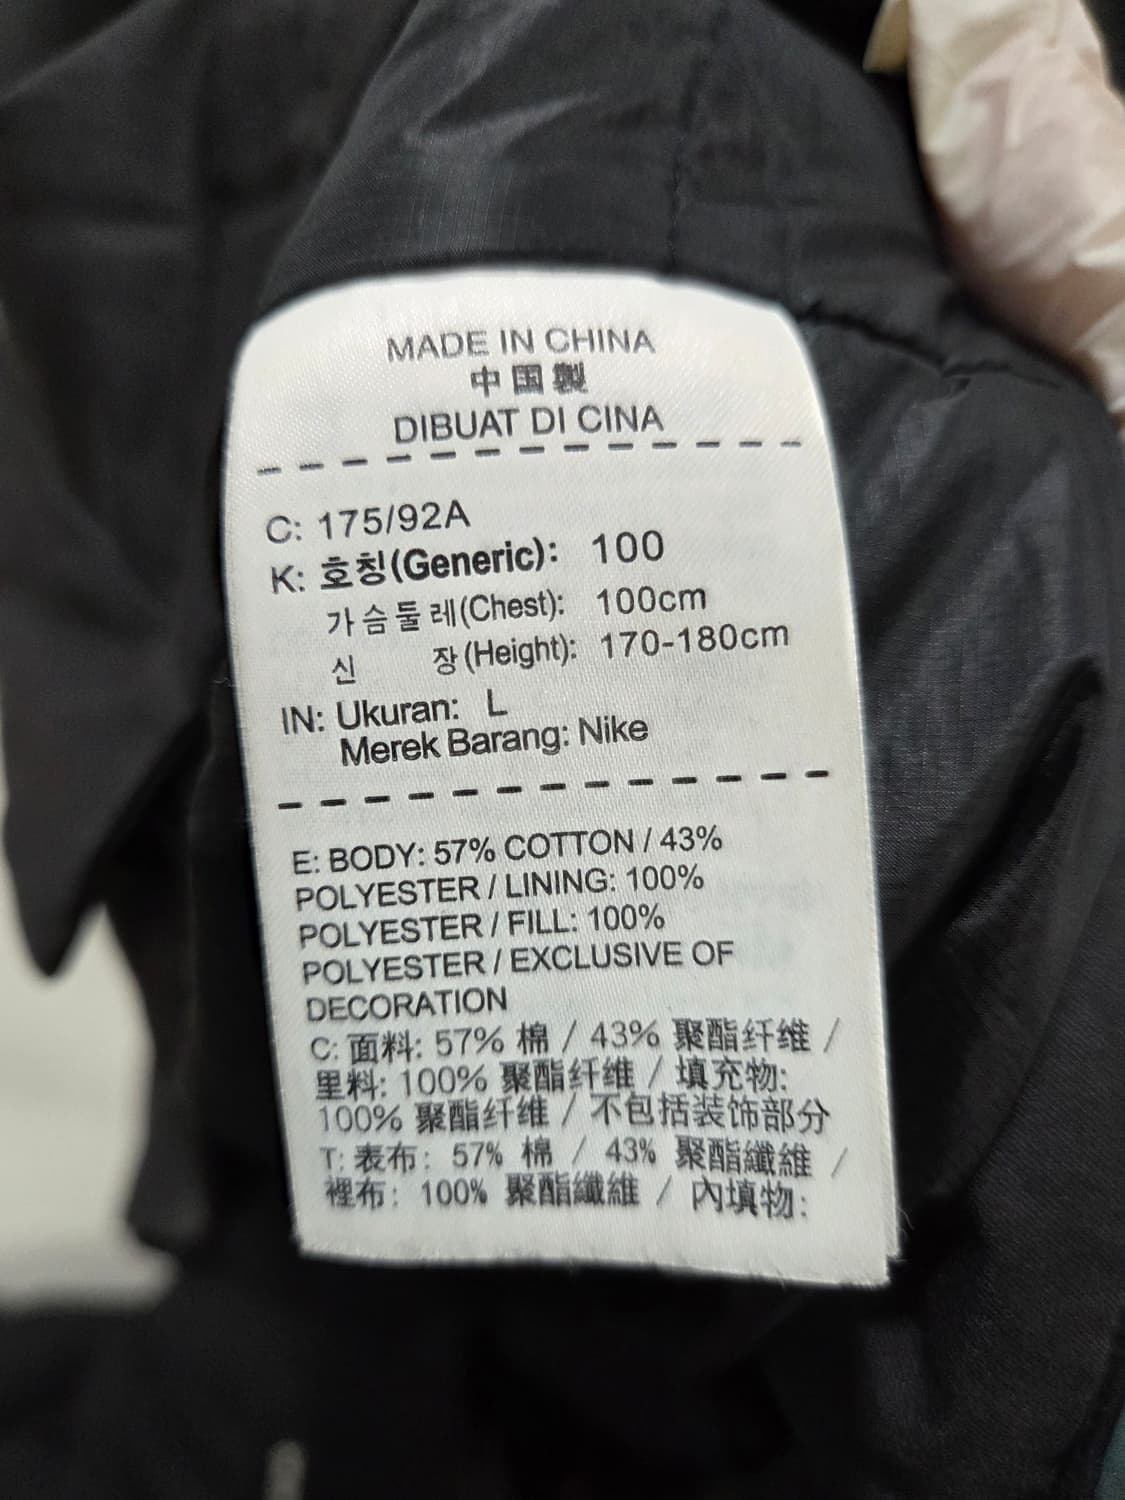 MADE IN CHINA
中国製
DIBUAT DI CINA
C: 175/92A
K: 호칭(Generic): 100
가슴둘레(Chest): 100cm
신 장(Height): 170-180cm
IN: Ukuran: L
Merek Barang: Nike
E: BODY: 57% COTTON / 43%
POLYESTER / LINING: 100%
POLYESTER / FILL: 100%
POLYESTER / EXCLUSIVE OF
DECORATION
C: 面料: 57% 棉 / 43% 聚酯纤维 /
里料: 100% 聚酯纤维 / 填充物:
100% 聚酯纤维 / 不包括装饰部分
T: 表布: 57% 棉 / 43% 聚酯纖維 /
裡布: 100% 聚酯纖維 / 內填物: